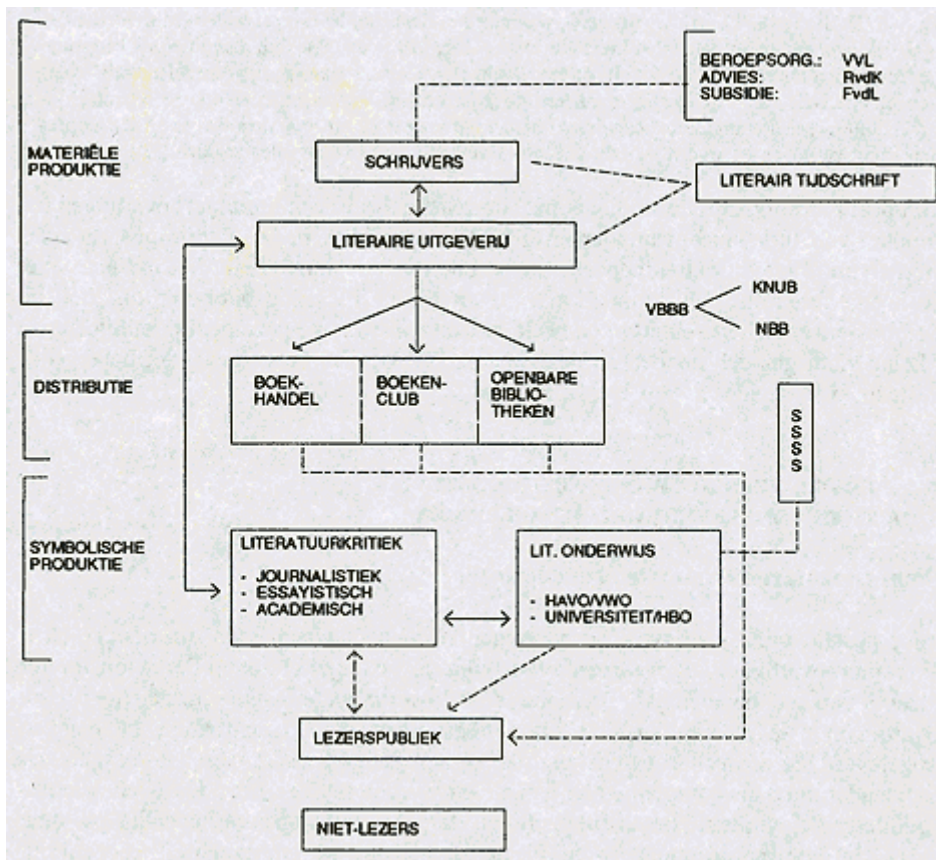 BEROEPSORG.: VVL
ADVIES: RvdK
SUBSIDIE: FvdL
MATERIËLE
PRODUKTIE
SCHRIJVERS
LITERAIR TIJDSCHRIFT
LITERAIRE UITGEVERIJ
KNUB
VBBB
NBB
DISTRIBUTIE
BOEK-
HANDEL
BOEKEN-
CLUB
OPENBARE
BIBLIO-
THEKEN
S
S
S
S
SYMBOLISCHE
PRODUKTIE
LITERATUURKRITIEK
- JOURNALISTIEK
- ESSAYISTISCH
- ACADEMISCH
LIT. ONDERWIJS
- HAVO/VWO
- UNIVERSITEIT/HBO
LEZERSPUBLIEK
NIET-LEZERS